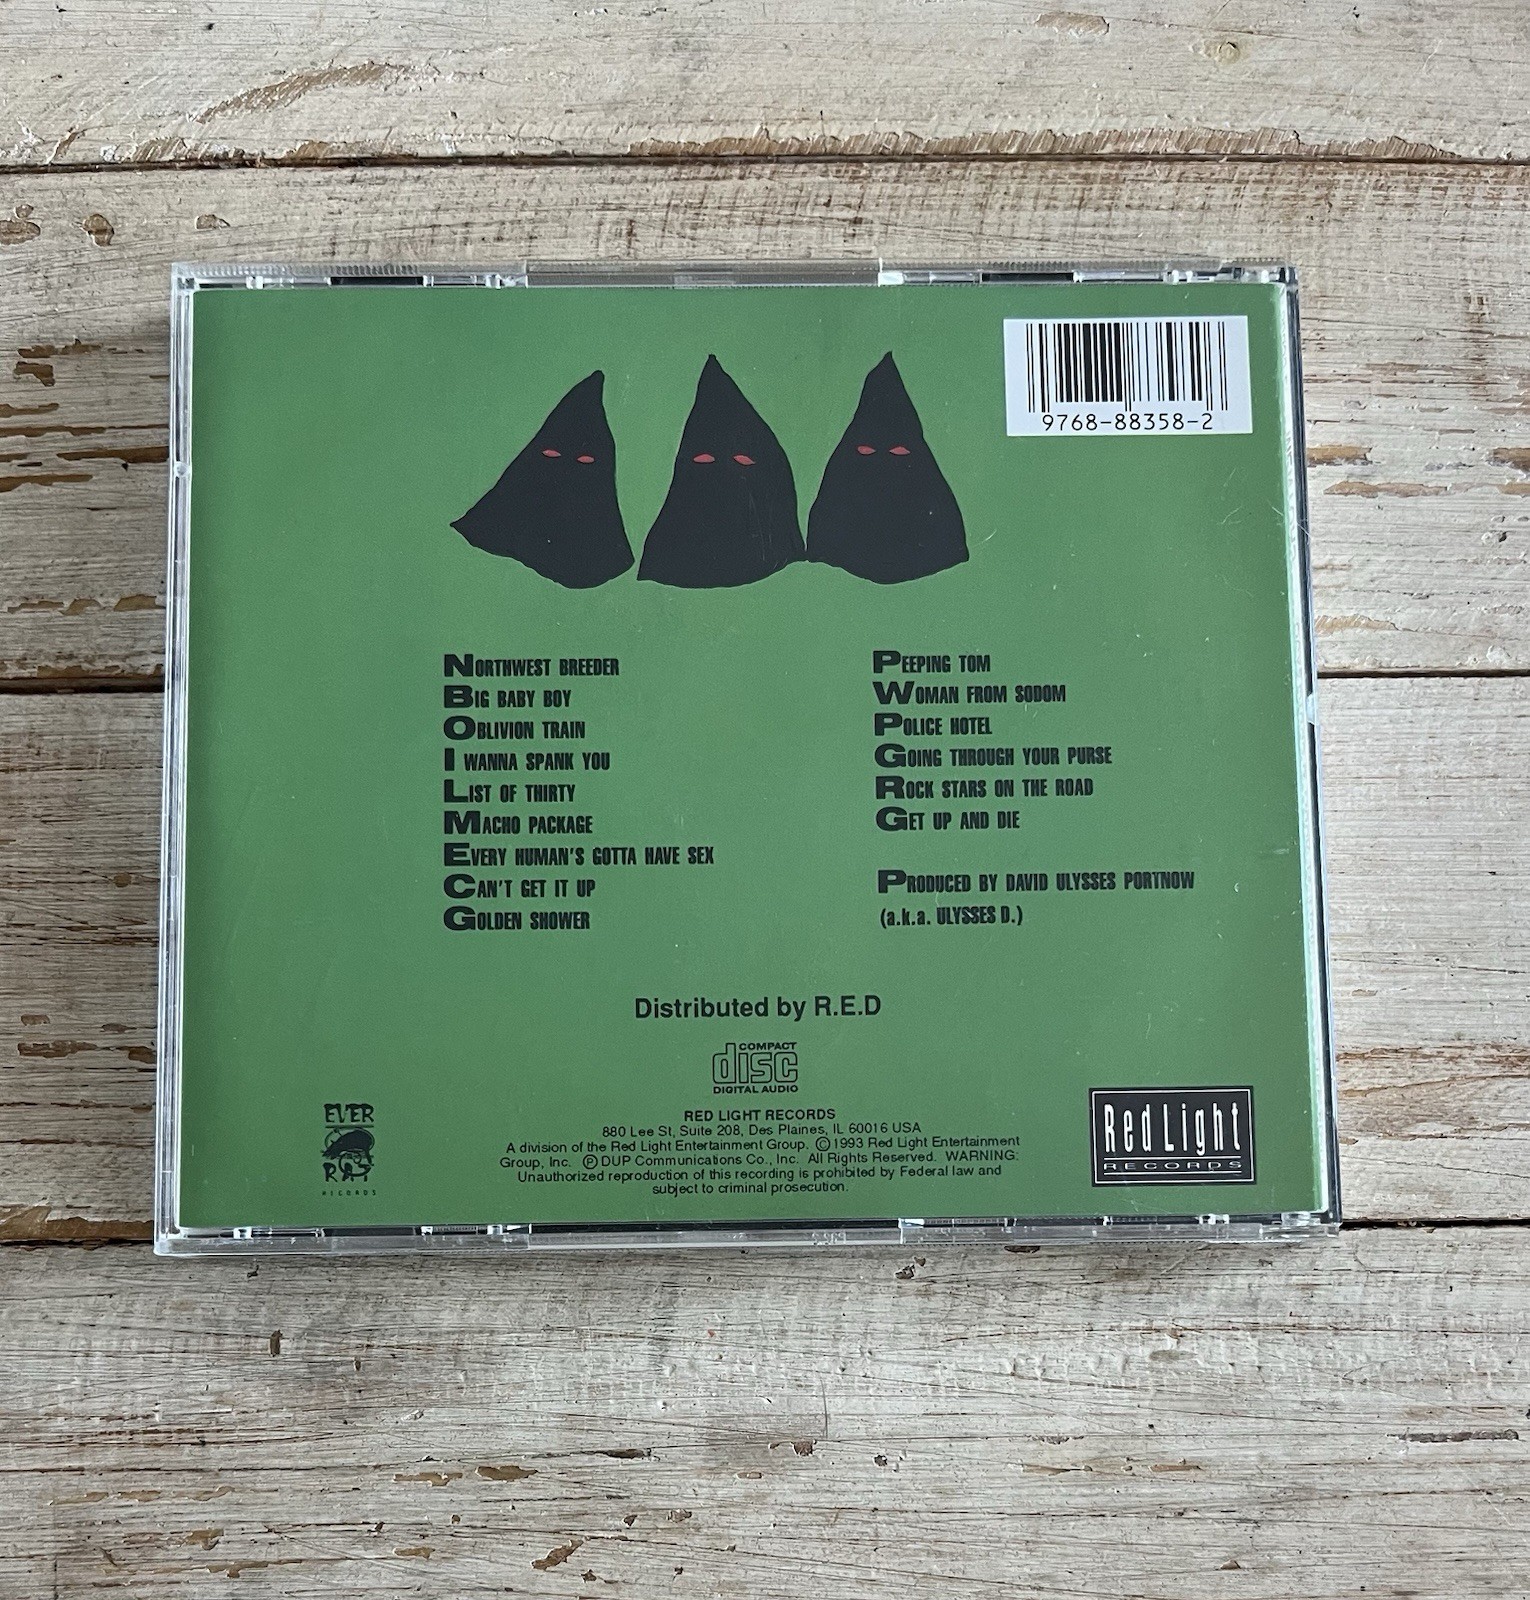 9768-88358-2
NORTHWEST BREEDER
BIG BABY BOY
OBLIVION TRAIN
I WANNA SPANK YOU
LIST OF THIRTY
MACHO PACKAGE
EVERY HUMAN'S GOTTA HAVE SEX
CAN'T GET IT UP
GOLDEN SHOWER
PEEPING TOM
WOMAN FROM SODOM
POLICE HOTEL
GOING THROUGH YOUR PURSE
ROCK STARS ON THE ROAD
GET UP AND DIE
PRODUCED BY DAVID ULYSSES PORTNOW
(a.k.a. ULYSSES D.)
Distributed by R.E.D
COMPACT
disc
DIGITAL AUDIO
RED LIGHT RECORDS
880 Lee St, Suite 208, Des Plaines, IL 60016 USA
A division of the Red Light Entertainment Group. ©1993 Red Light Entertainment
Group, Inc. ℗ DUP Communications Co., Inc. All Rights Reserved. WARNING:
Unauthorized reproduction of this recording is prohibited by Federal law and
subject to criminal prosecution.
EVER
RAT
RECORDS
Red Light
RECORDS